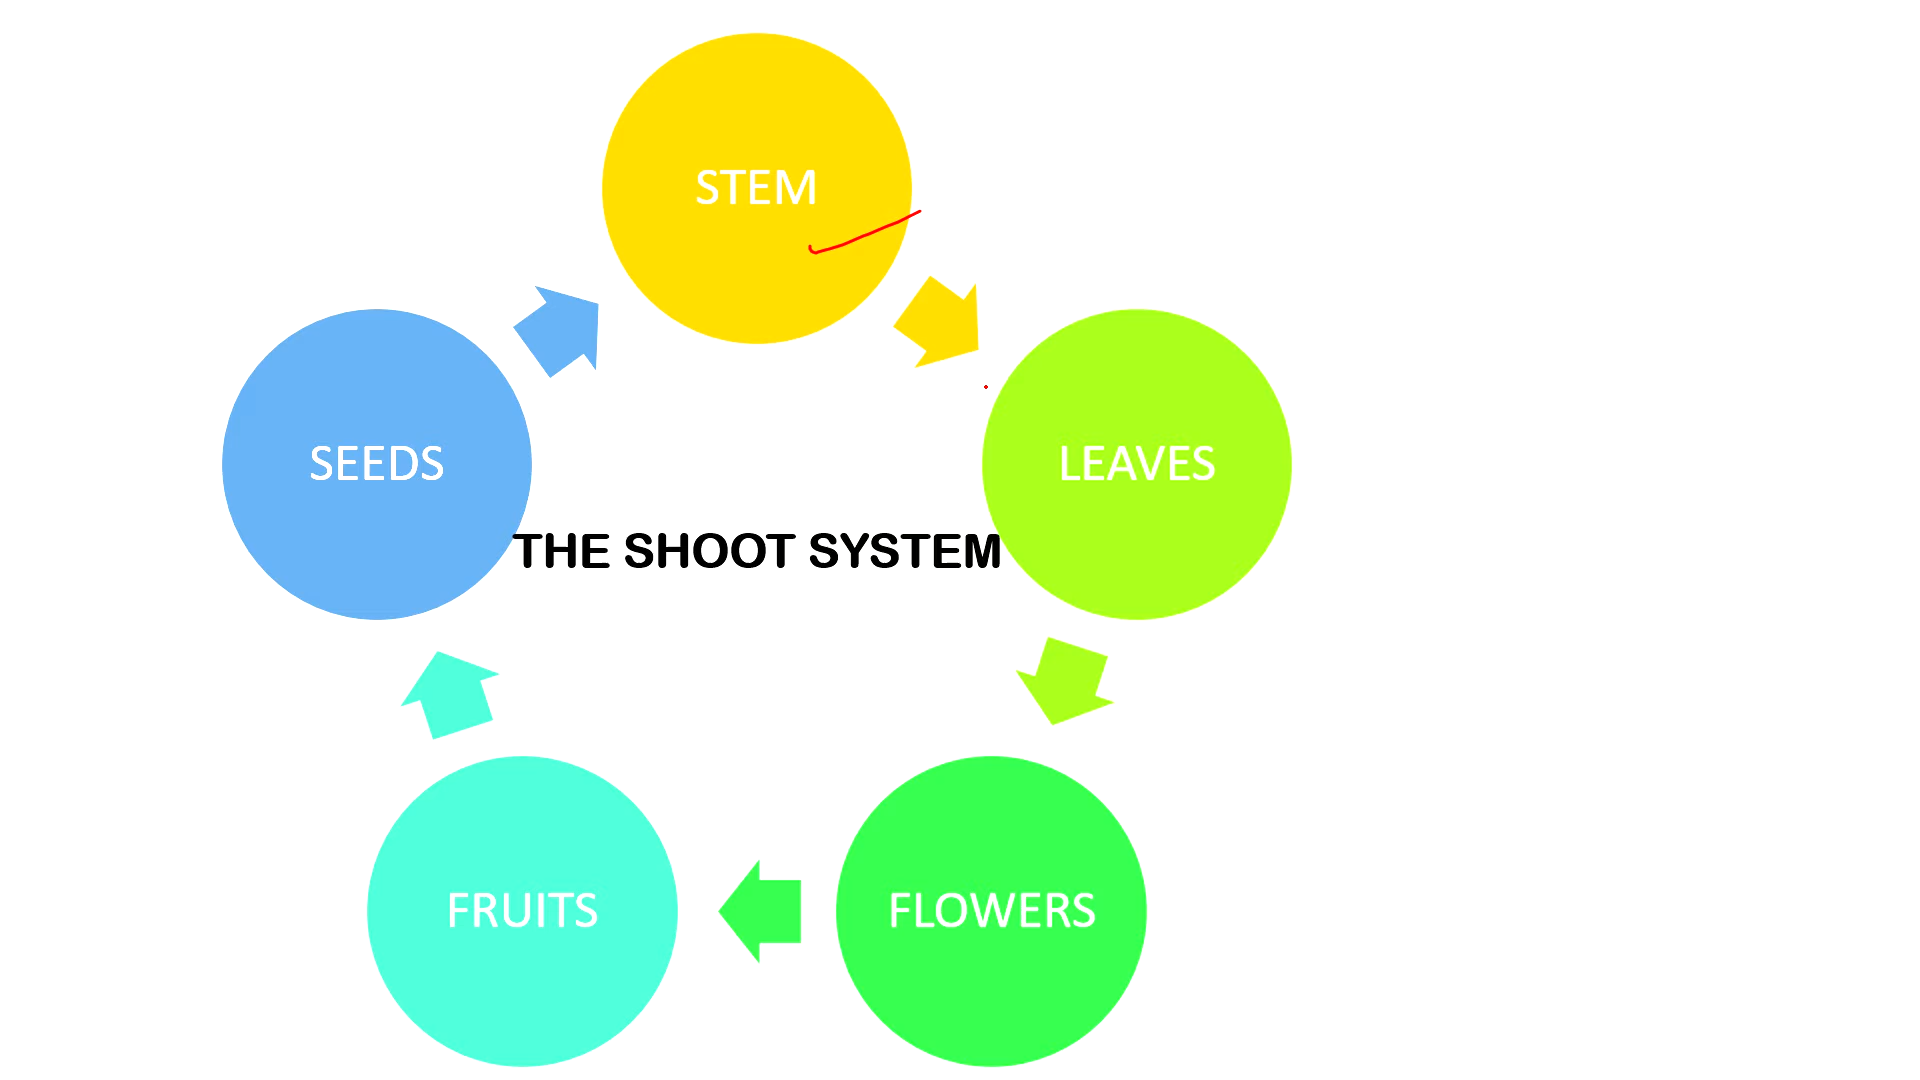 STEM
LEAVES
FLOWERS
FRUITS
SEEDS
THE SHOOT SYSTEM